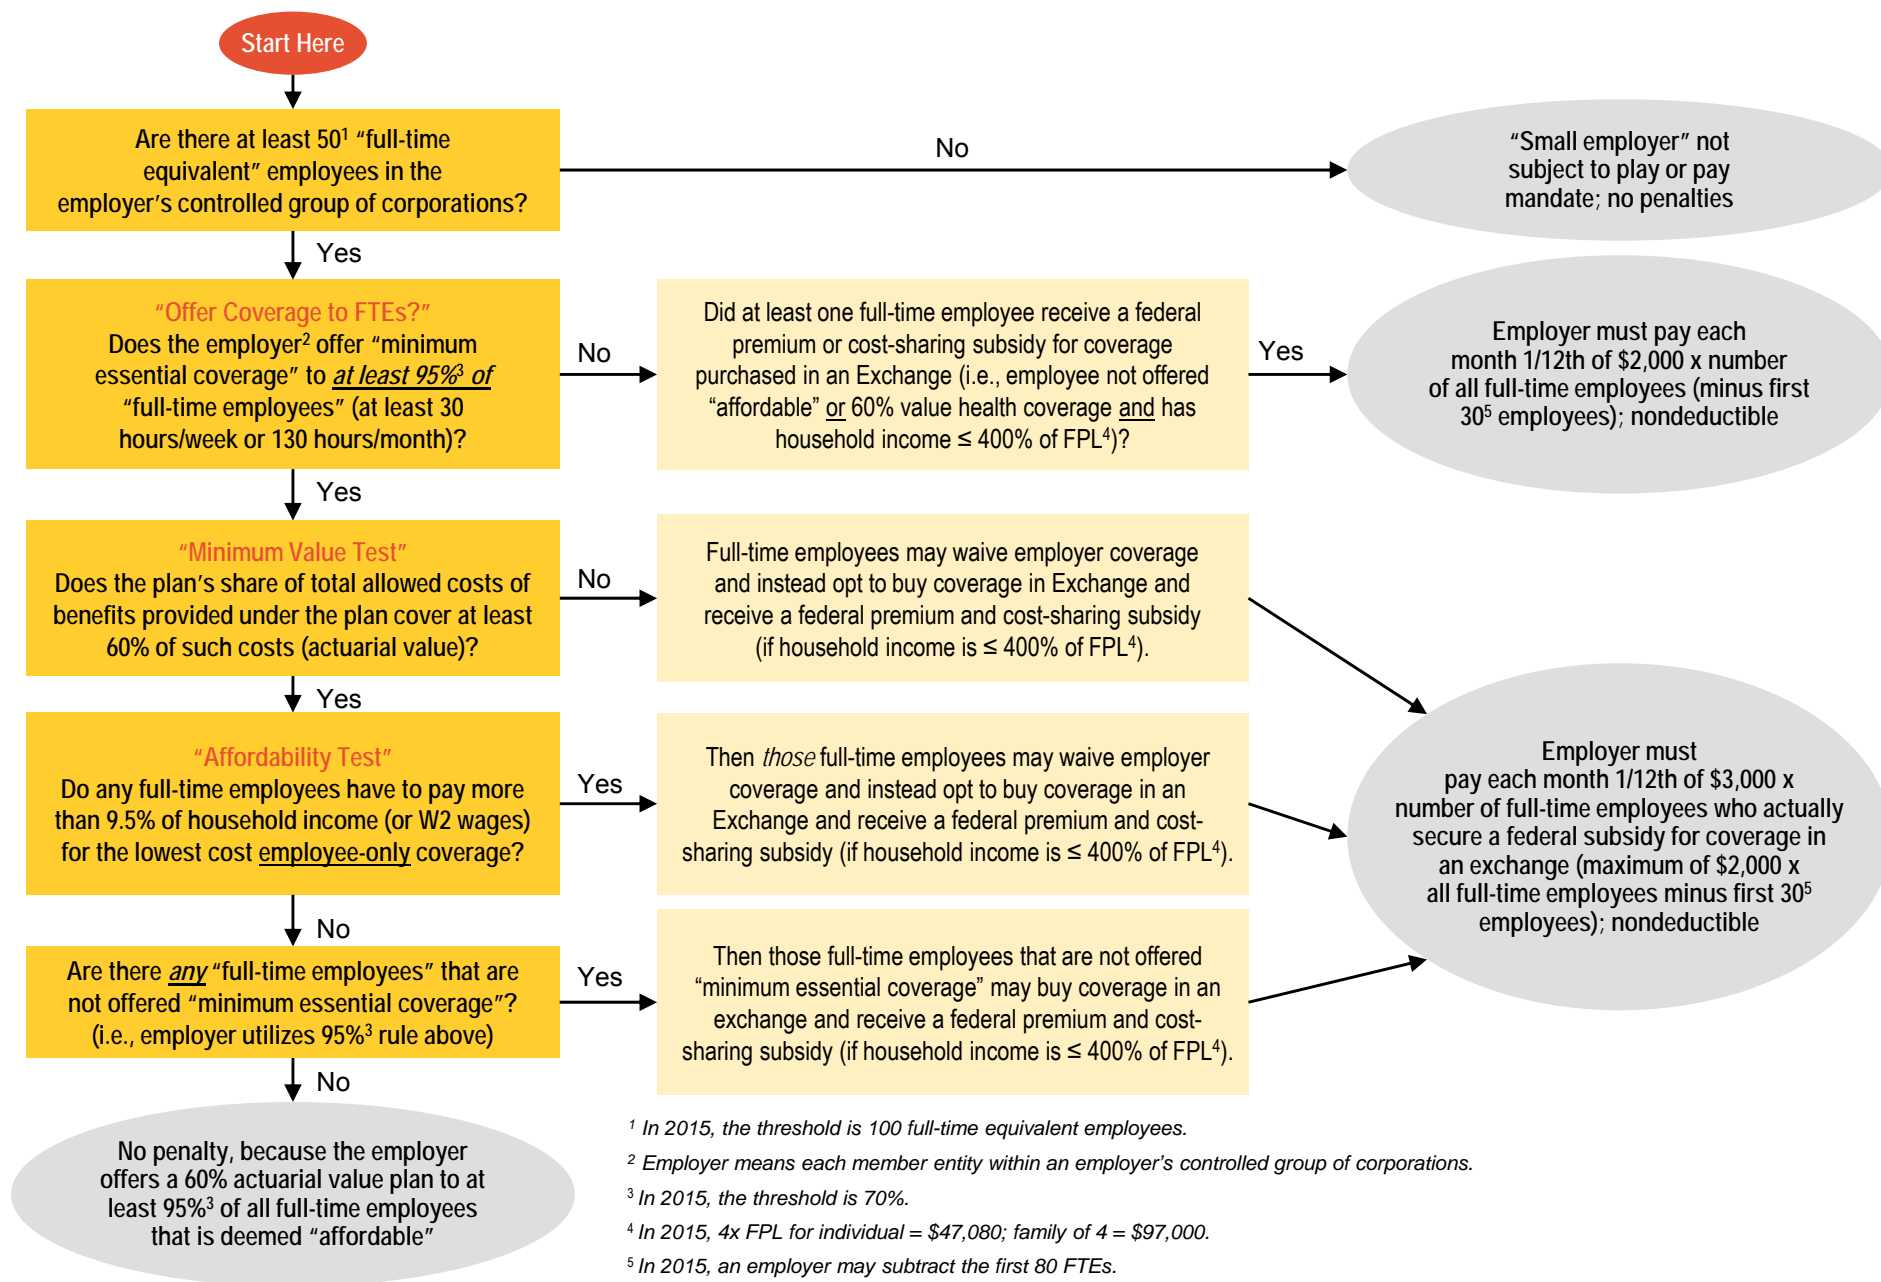 Start Here
Are there at least 50¹ “full-time
equivalent” employees in the
employer’s controlled group of corporations?
No
“Small employer” not
subject to play or pay
mandate; no penalties
Yes
“Offer Coverage to FTEs?”
Does the employer² offer “minimum
essential coverage” to at least 95%³ of
“full-time employees” (at least 30
hours/week or 130 hours/month)?
No
Did at least one full-time employee receive a federal
premium or cost-sharing subsidy for coverage
purchased in an Exchange (i.e., employee not offered
“affordable” or 60% value health coverage and has
household income ≤ 400% of FPL⁴)?
Yes
Employer must pay each
month 1/12th of $2,000 x number
of all full-time employees (minus first
30⁵ employees); nondeductible
Yes
“Minimum Value Test”
Does the plan’s share of total allowed costs of
benefits provided under the plan cover at least
60% of such costs (actuarial value)?
No
Full-time employees may waive employer coverage
and instead opt to buy coverage in Exchange and
receive a federal premium and cost-sharing subsidy
(if household income is ≤ 400% of FPL⁴).
Yes
“Affordability Test”
Do any full-time employees have to pay more
than 9.5% of household income (or W2 wages)
for the lowest cost employee-only coverage?
Yes
Then those full-time employees may waive employer
coverage and instead opt to buy coverage in an
Exchange and receive a federal premium and cost-
sharing subsidy (if household income is ≤ 400% of FPL⁴).
Employer must
pay each month 1/12th of $3,000 x
number of full-time employees who actually
secure a federal subsidy for coverage in
an exchange (maximum of $2,000 x
all full-time employees minus first 30⁵
employees); nondeductible
No
Are there any “full-time employees” that are
not offered “minimum essential coverage”?
(i.e., employer utilizes 95%³ rule above)
Yes
Then those full-time employees that are not offered
“minimum essential coverage” may buy coverage in an
exchange and receive a federal premium and cost-
sharing subsidy (if household income is ≤ 400% of FPL⁴).
No
No penalty, because the employer
offers a 60% actuarial value plan to at
least 95%³ of all full-time employees
that is deemed “affordable”
¹ In 2015, the threshold is 100 full-time equivalent employees.
² Employer means each member entity within an employer’s controlled group of corporations.
³ In 2015, the threshold is 70%.
⁴ In 2015, 4x FPL for individual = $47,080; family of 4 = $97,000.
⁵ In 2015, an employer may subtract the first 80 FTEs.